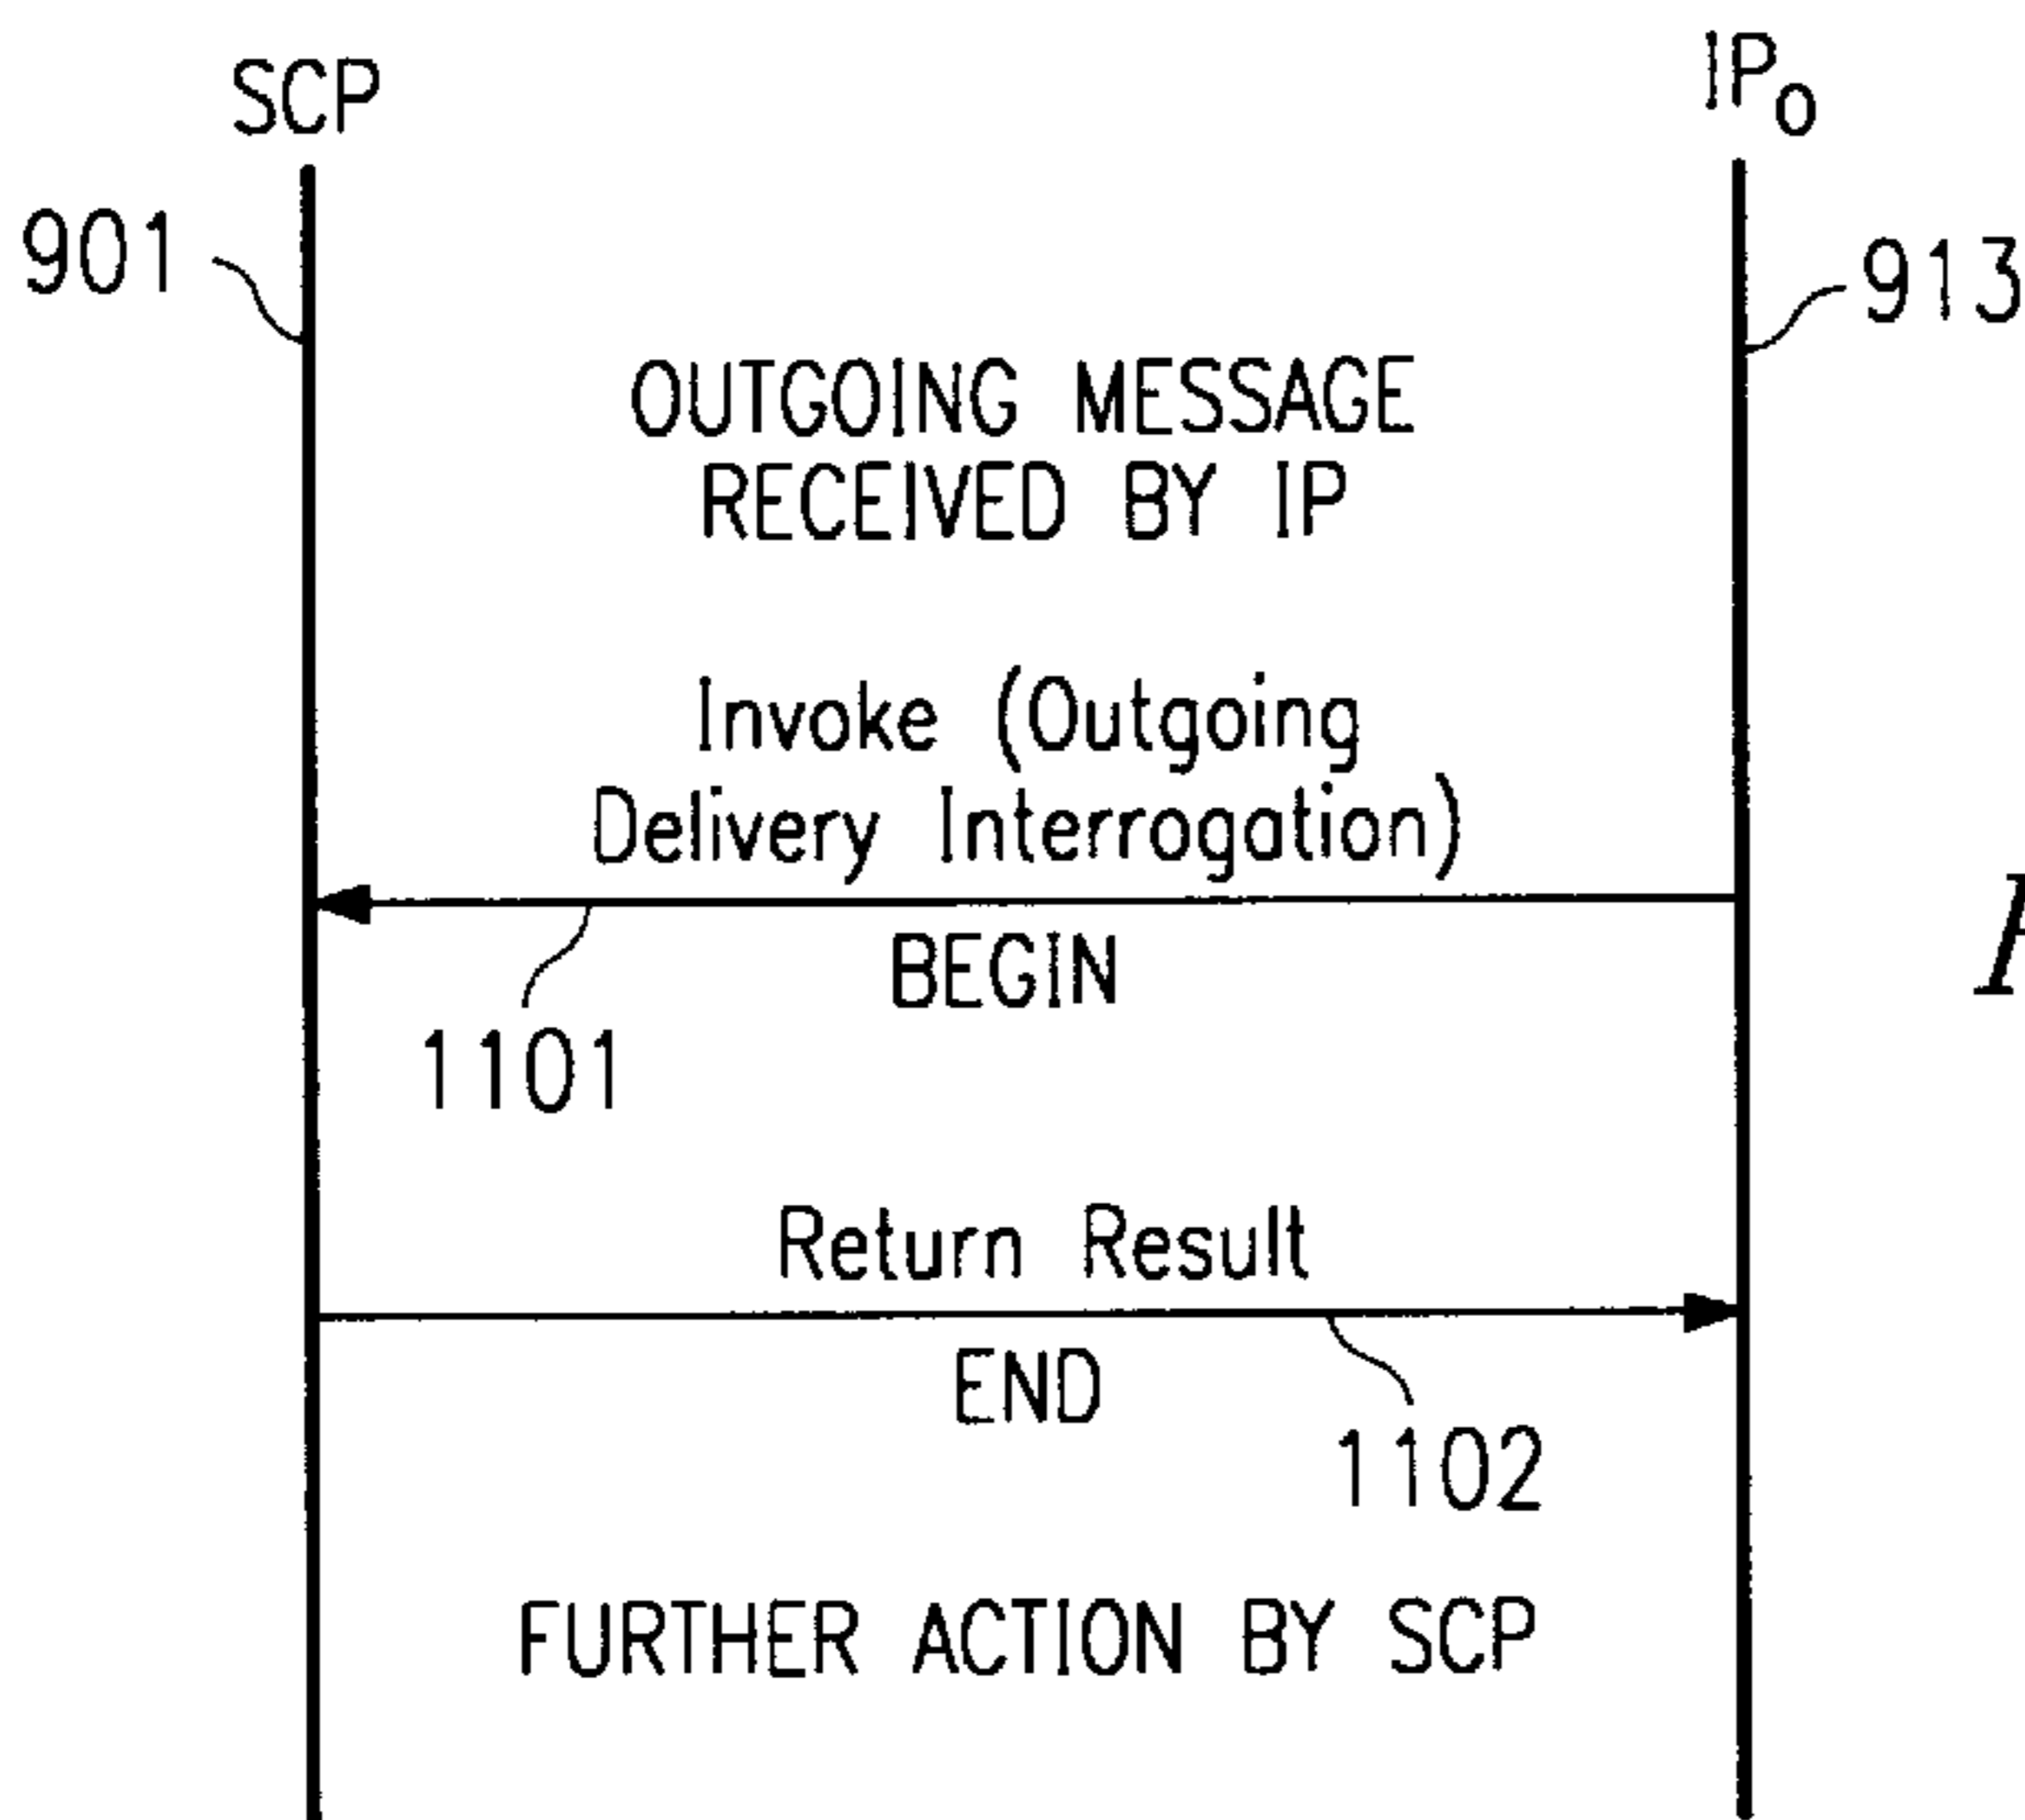 SCP
IPO
901
913
OUTGOING MESSAGE
RECEIVED BY IP
Invoke (Outgoing
Delivery Interrogation)
BEGIN
1101
Return Result
END
1102
FURTHER ACTION BY SCP